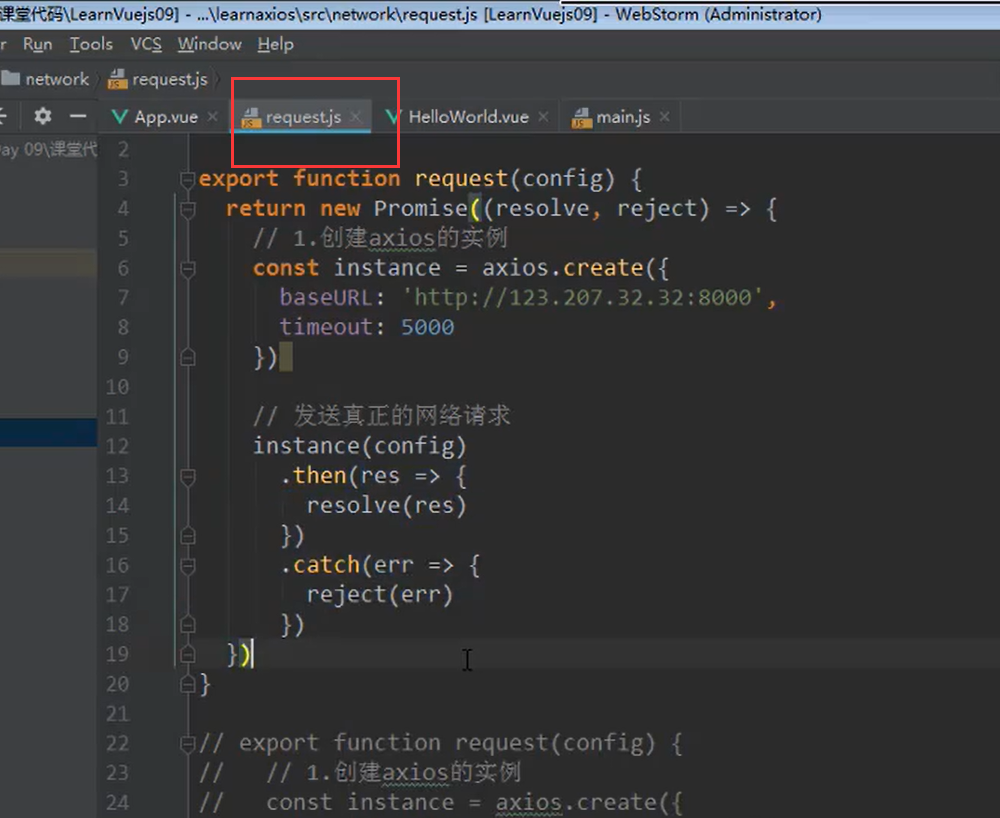 课堂代码\LearnVuejs09] - ...\learnaxios\src\network\request.js [LearnVuejs09] - WebStorm (Administrator)
r Run Tools VCS Window Help
network request.js
App.vue request.js HelloWorld.vue main.js
ay 09\课堂代
2
3 export function request(config) {
4 return new Promise((resolve, reject) => {
5 // 1.创建axios的实例
6 const instance = axios.create({
7 baseURL: 'http://123.207.32.32:8000',
8 timeout: 5000
9 })
10
11 // 发送真正的网络请求
12 instance(config)
13 .then(res => {
14 resolve(res)
15 })
16 .catch(err => {
17 reject(err)
18 })
19 })
20 }
21
22 // export function request(config) {
23 // // 1.创建axios的实例
24 // const instance = axios.create({